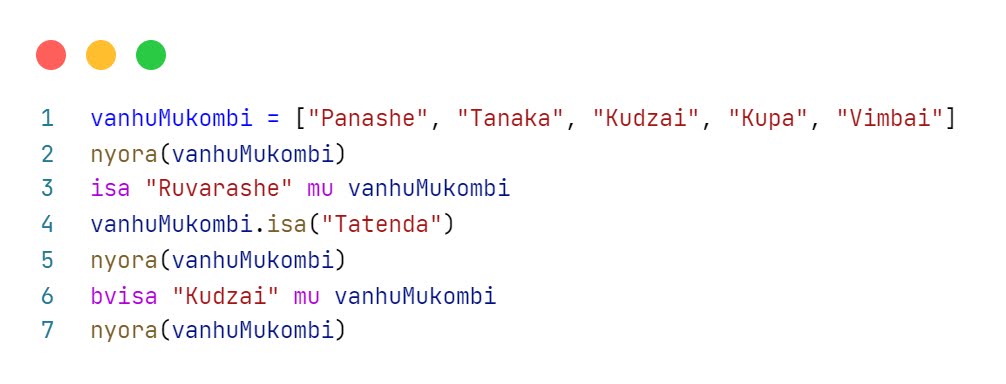 1 vanhuMukombi = ["Panashe", "Tanaka", "Kudzai", "Kupa", "Vimbai"]
2 nyora(vanhuMukombi)
3 isa "Ruvarashe" mu vanhuMukombi
4 vanhuMukombi.isa("Tatenda")
5 nyora(vanhuMukombi)
6 bvisa "Kudzai" mu vanhuMukombi
7 nyora(vanhuMukombi)